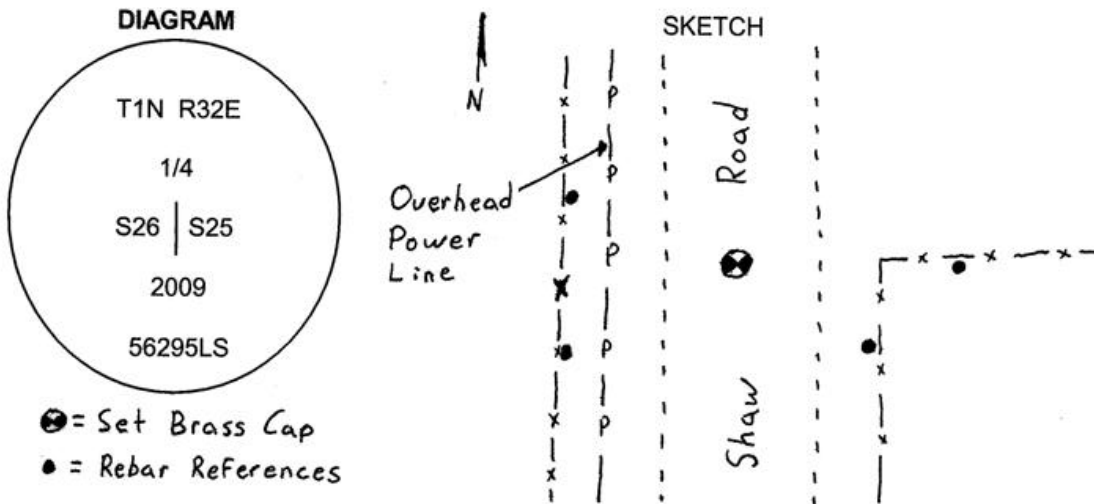 DIAGRAM
T1N R32E
1/4
S26 | S25
2009
56295LS
= Set Brass Cap
= Rebar References
SKETCH
N
Overhead
Power
Line
Shaw Road
x
x
x
x
x
x
x
x
P
P
P
P
P
P
P
x
x
x
x
x
x